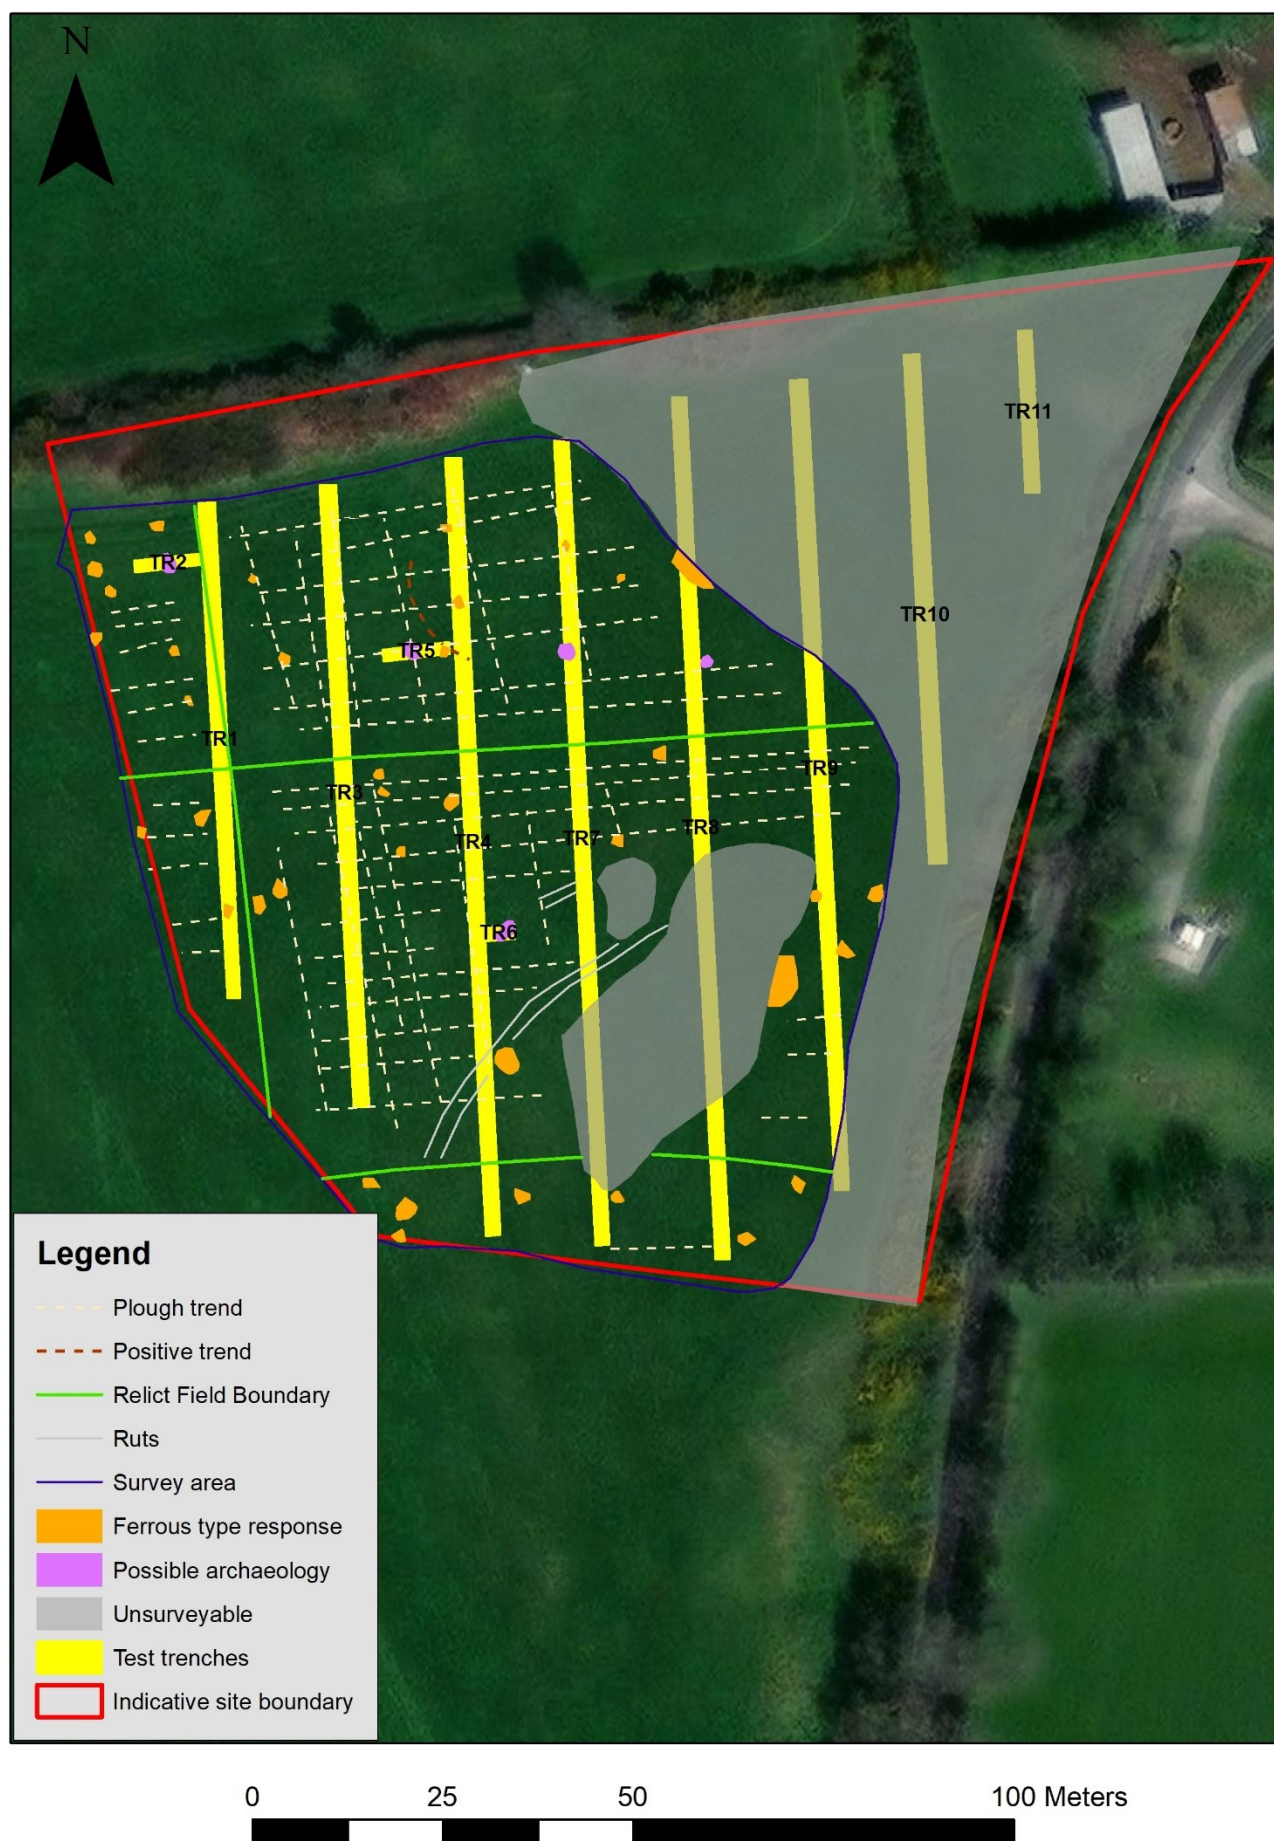 N
TR11
TR2
TR10
TR5
TR1
TR9
TR3
TR8
TR7
TR4
TR6
Legend
Plough trend
Positive trend
Relict Field Boundary
Ruts
Survey area
Ferrous type response
Possible archaeology
Unsurveyable
Test trenches
Indicative site boundary
0 25 50 100 Meters